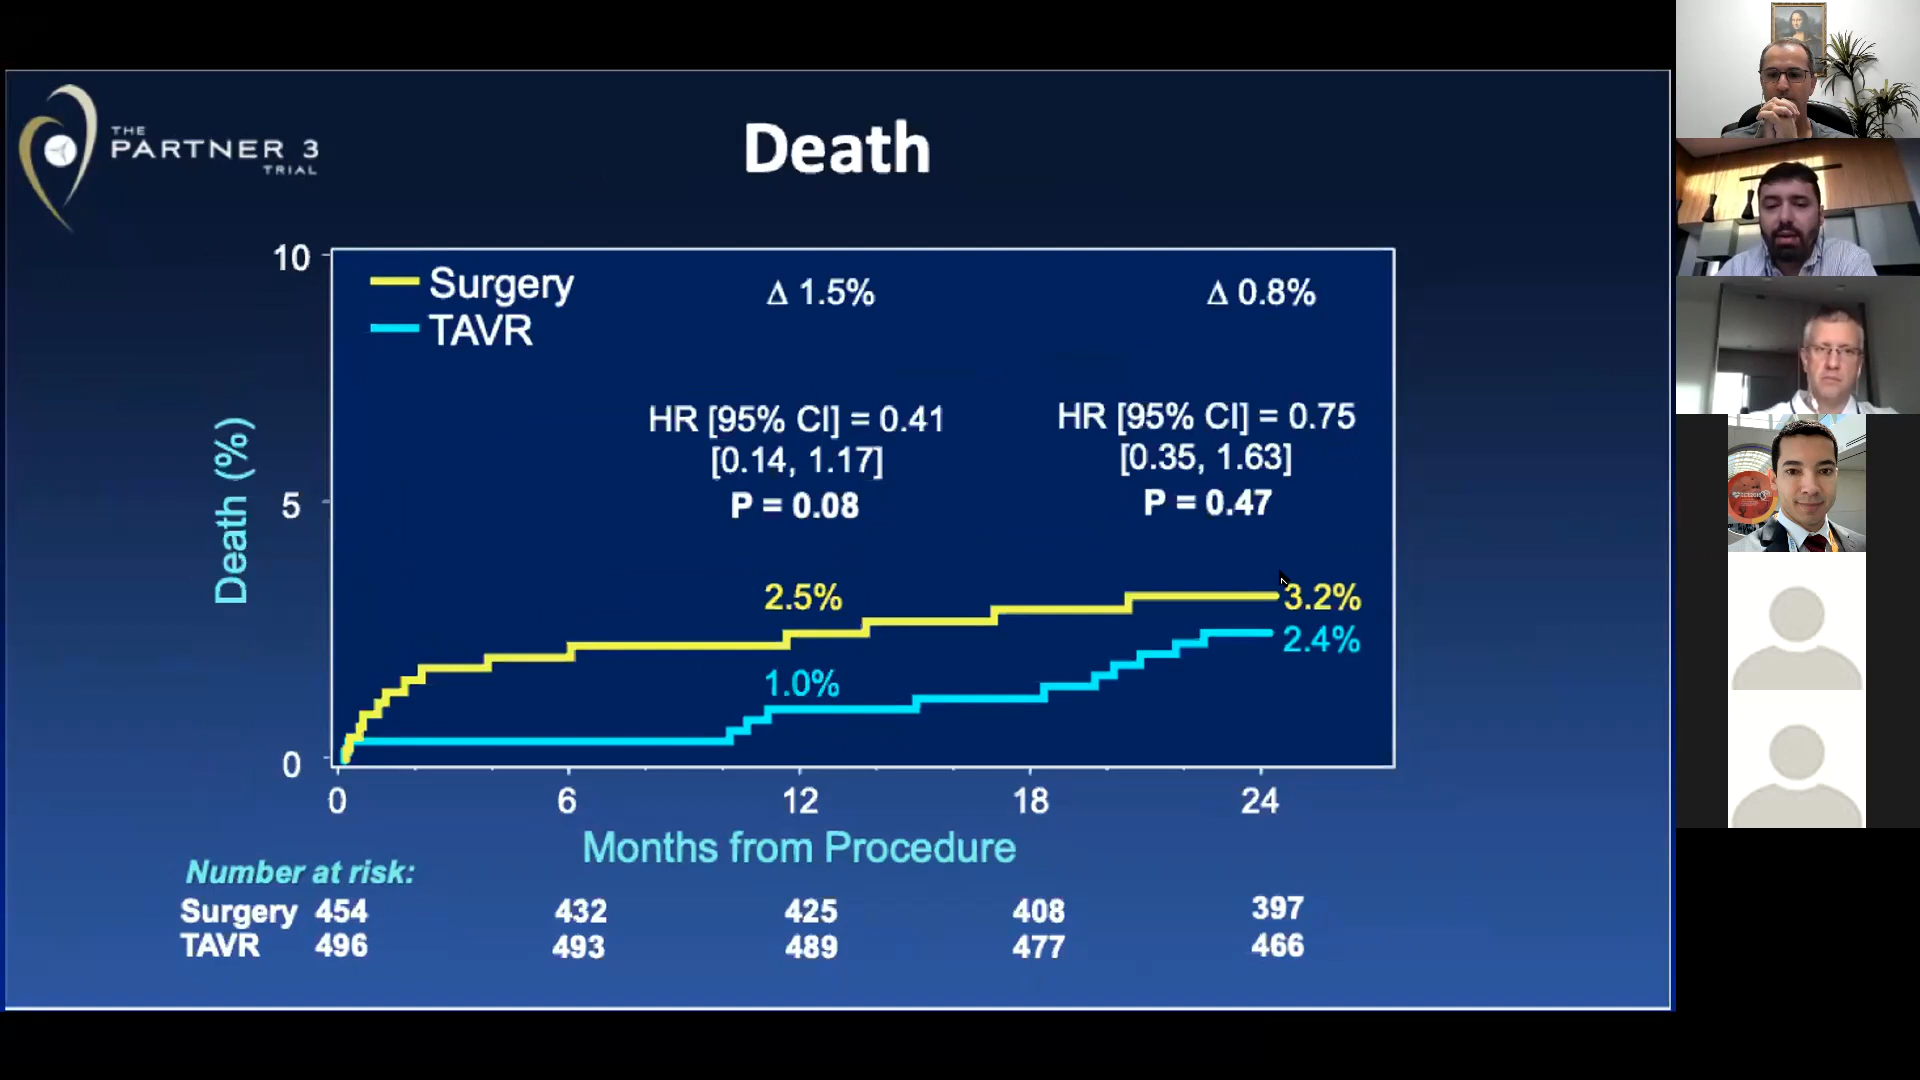 THE
PARTNER 3
TRIAL
Death
10
5
0
Death (%)
Surgery
TAVR
Δ 1.5%
Δ 0.8%
HR [95% CI] = 0.41
[0.14, 1.17]
P = 0.08
HR [95% CI] = 0.75
[0.35, 1.63]
P = 0.47
2.5%
3.2%
1.0%
2.4%
0 6 12 18 24
Months from Procedure
Number at risk:
Surgery 454 432 425 408 397
TAVR 496 493 489 477 466